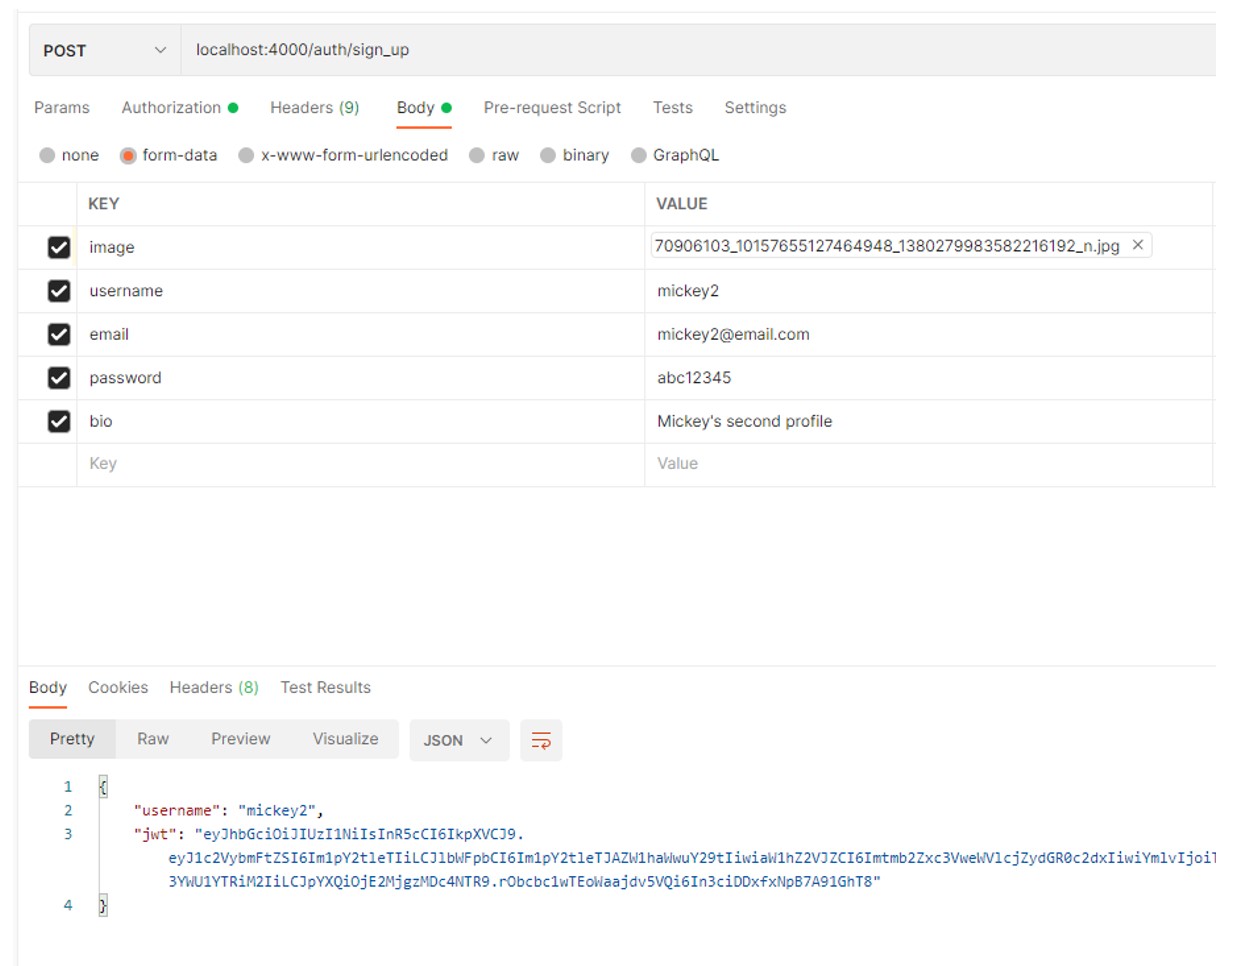 POST localhost:4000/auth/sign_up
Params Authorization Headers (9) Body Pre-request Script Tests Settings
none form-data x-www-form-urlencoded raw binary GraphQL
KEY VALUE
image 70906103_10157655127464948_1380279983582216192_n.jpg
username mickey2
email mickey2@email.com
password abc12345
bio Mickey's second profile
Key Value
Body Cookies Headers (8) Test Results
Pretty Raw Preview Visualize JSON
1 {
2 "username": "mickey2",
3 "jwt": "eyJhbGciOiJIUzI1NiIsInR5cCI6IkpXVCJ9.
eyJ1c2VybmFtZSI6Im1pY2tleTIiLCJlbWFpbCI6Im1pY2tleTJAZW1haWwuY29tIiwiaW1hZ2VJZCI6Imtmb2Zxc3VweWVlcjZydGR0c2dxIiwiYmlvIjoiT
3YWU1YTRiM2IiLCJpYXQiOjE2MjgzMDc4NTR9.rObcbc1wTEoWaajdv5VQi6In3ciDDxfxNpB7A91GhT8"
4 }